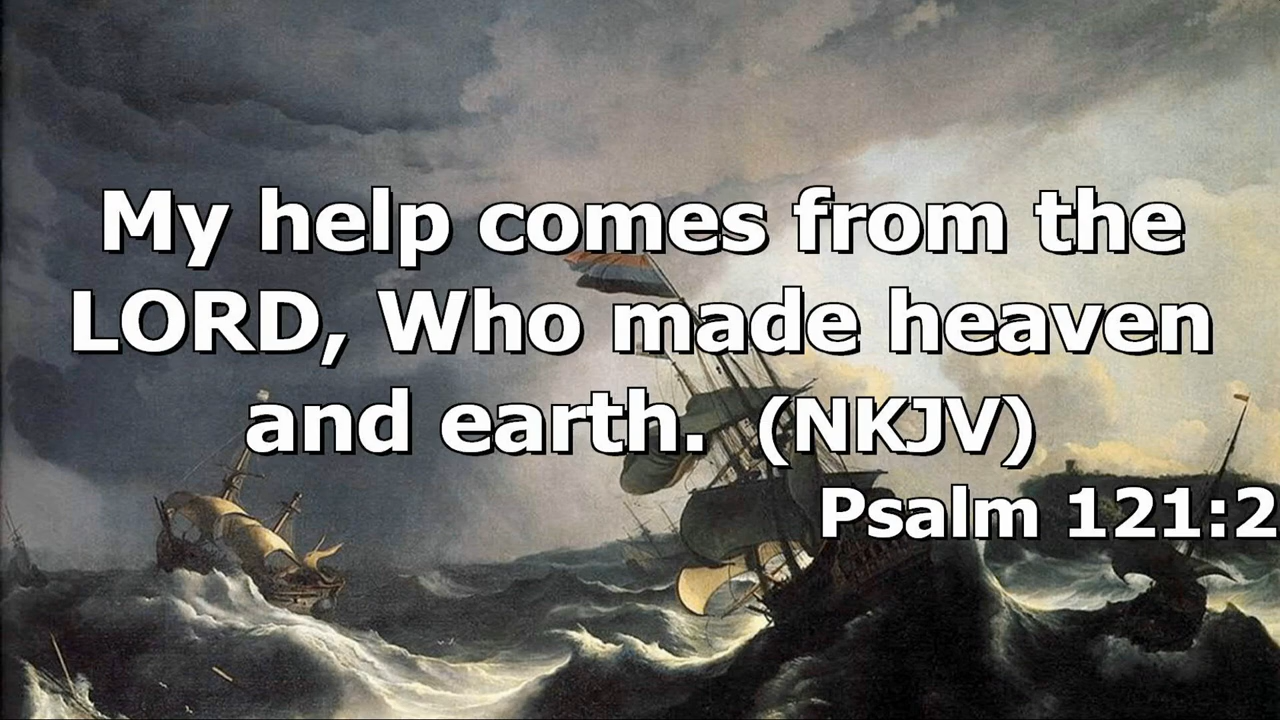 My help comes from the
LORD, Who made heaven
and earth. (NKJV)
Psalm 121:2